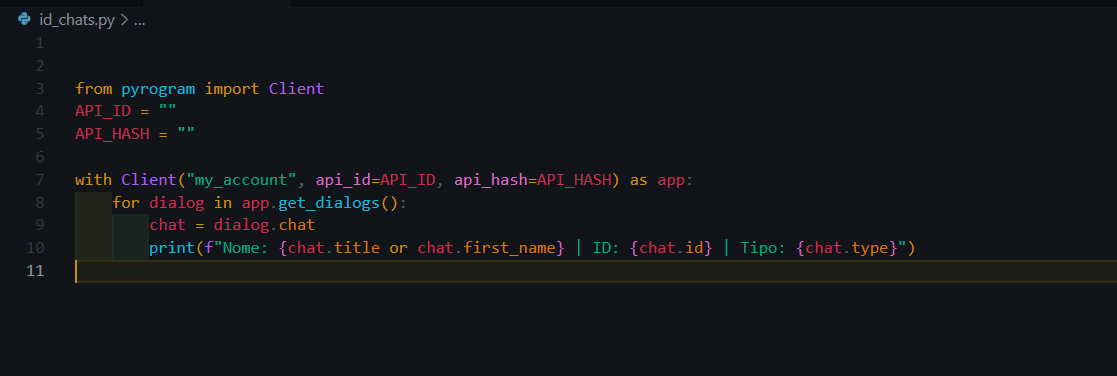 id_chats.py > ...
1
2
3 from pyrogram import Client
4 API_ID = ""
5 API_HASH = ""
6
7 with Client("my_account", api_id=API_ID, api_hash=API_HASH) as app:
8     for dialog in app.get_dialogs():
9         chat = dialog.chat
10         print(f"Nome: {chat.title or chat.first_name} | ID: {chat.id} | Tipo: {chat.type}")
11